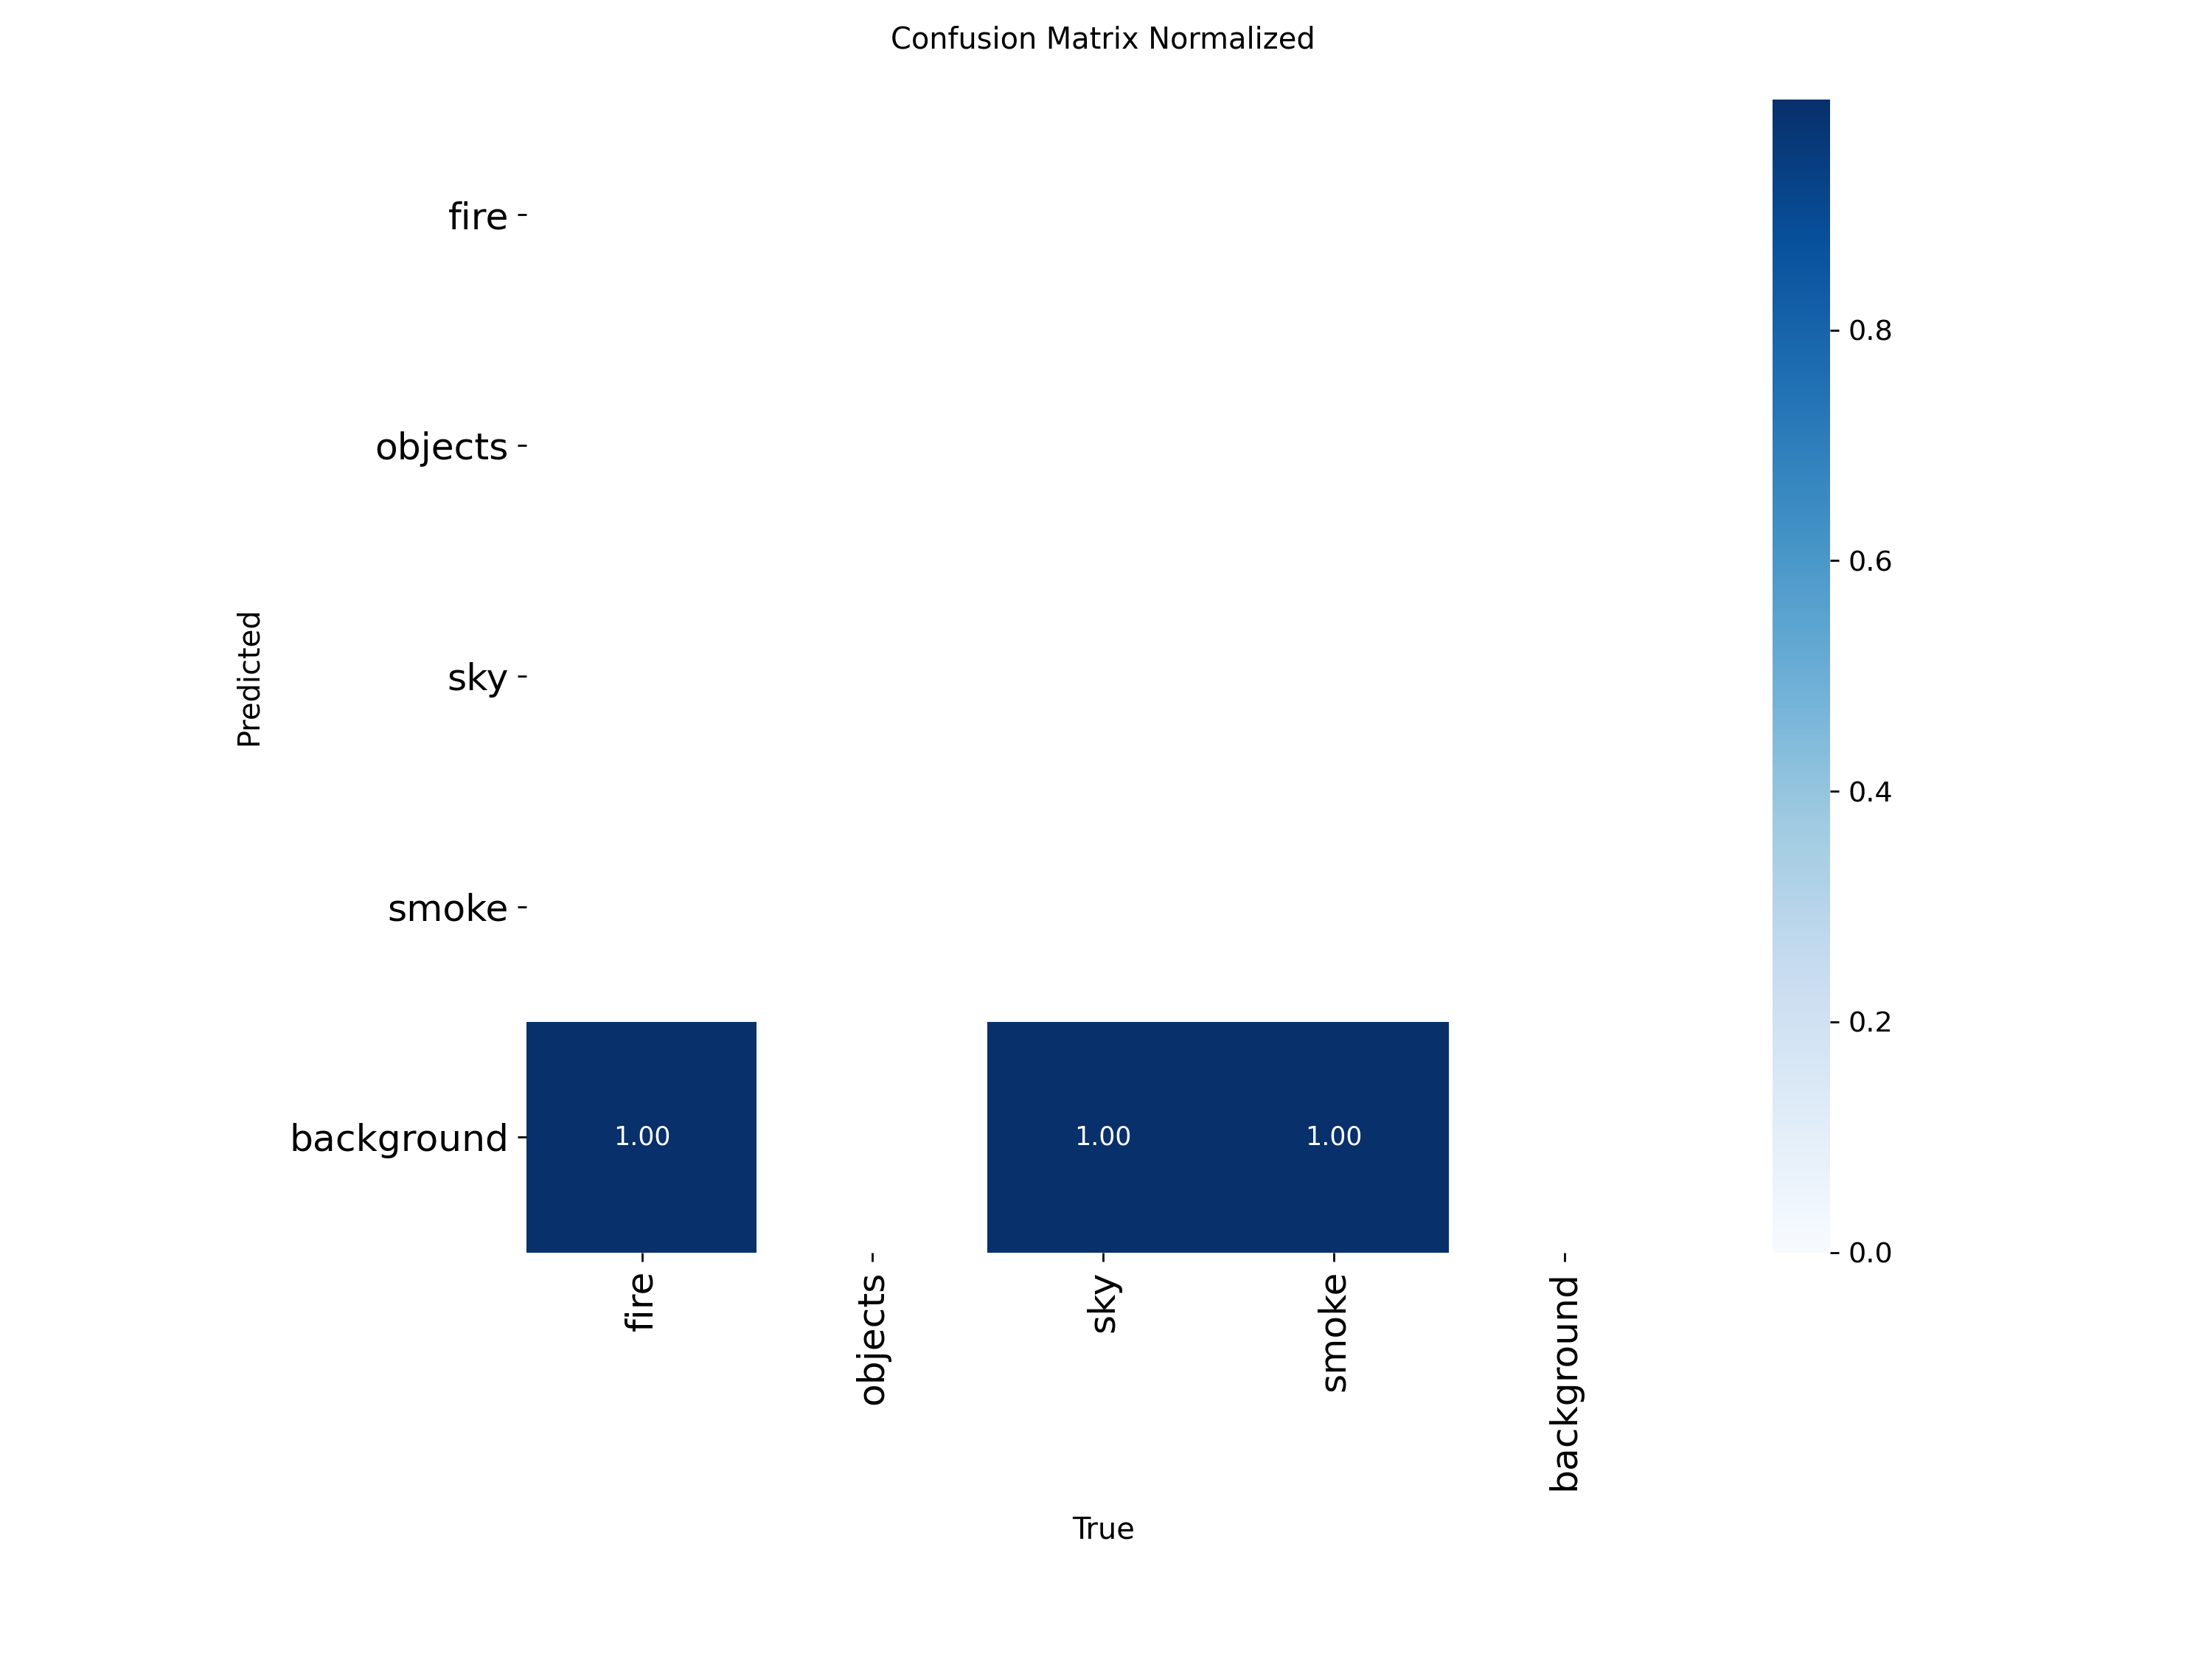 Confusion Matrix Normalized
Predicted
fire
objects
sky
smoke
background
1.00
1.00
1.00
fire
objects
sky
smoke
background
True
0.8
0.6
0.4
0.2
0.0